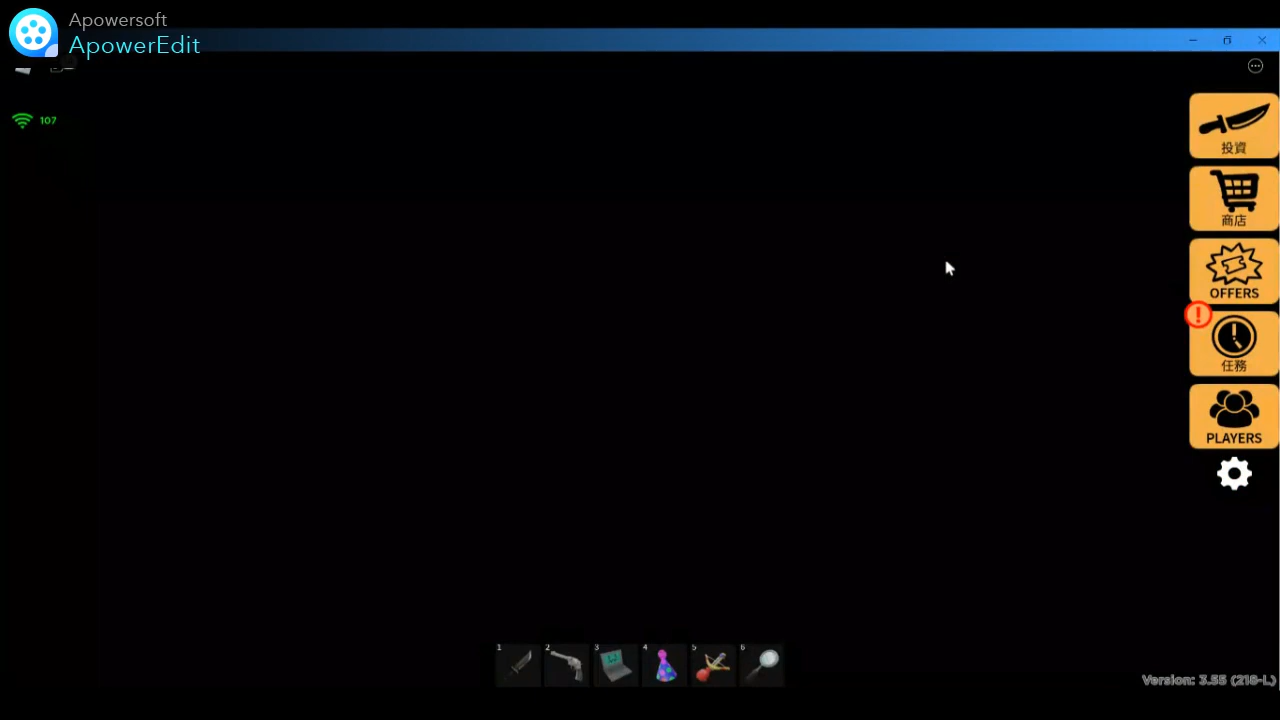 Apowersoft
ApowerEdit
107
投資
商店
OFFERS
任務
PLAYERS
1 2 3 4 5 6
Version: 3.55 (218-L)